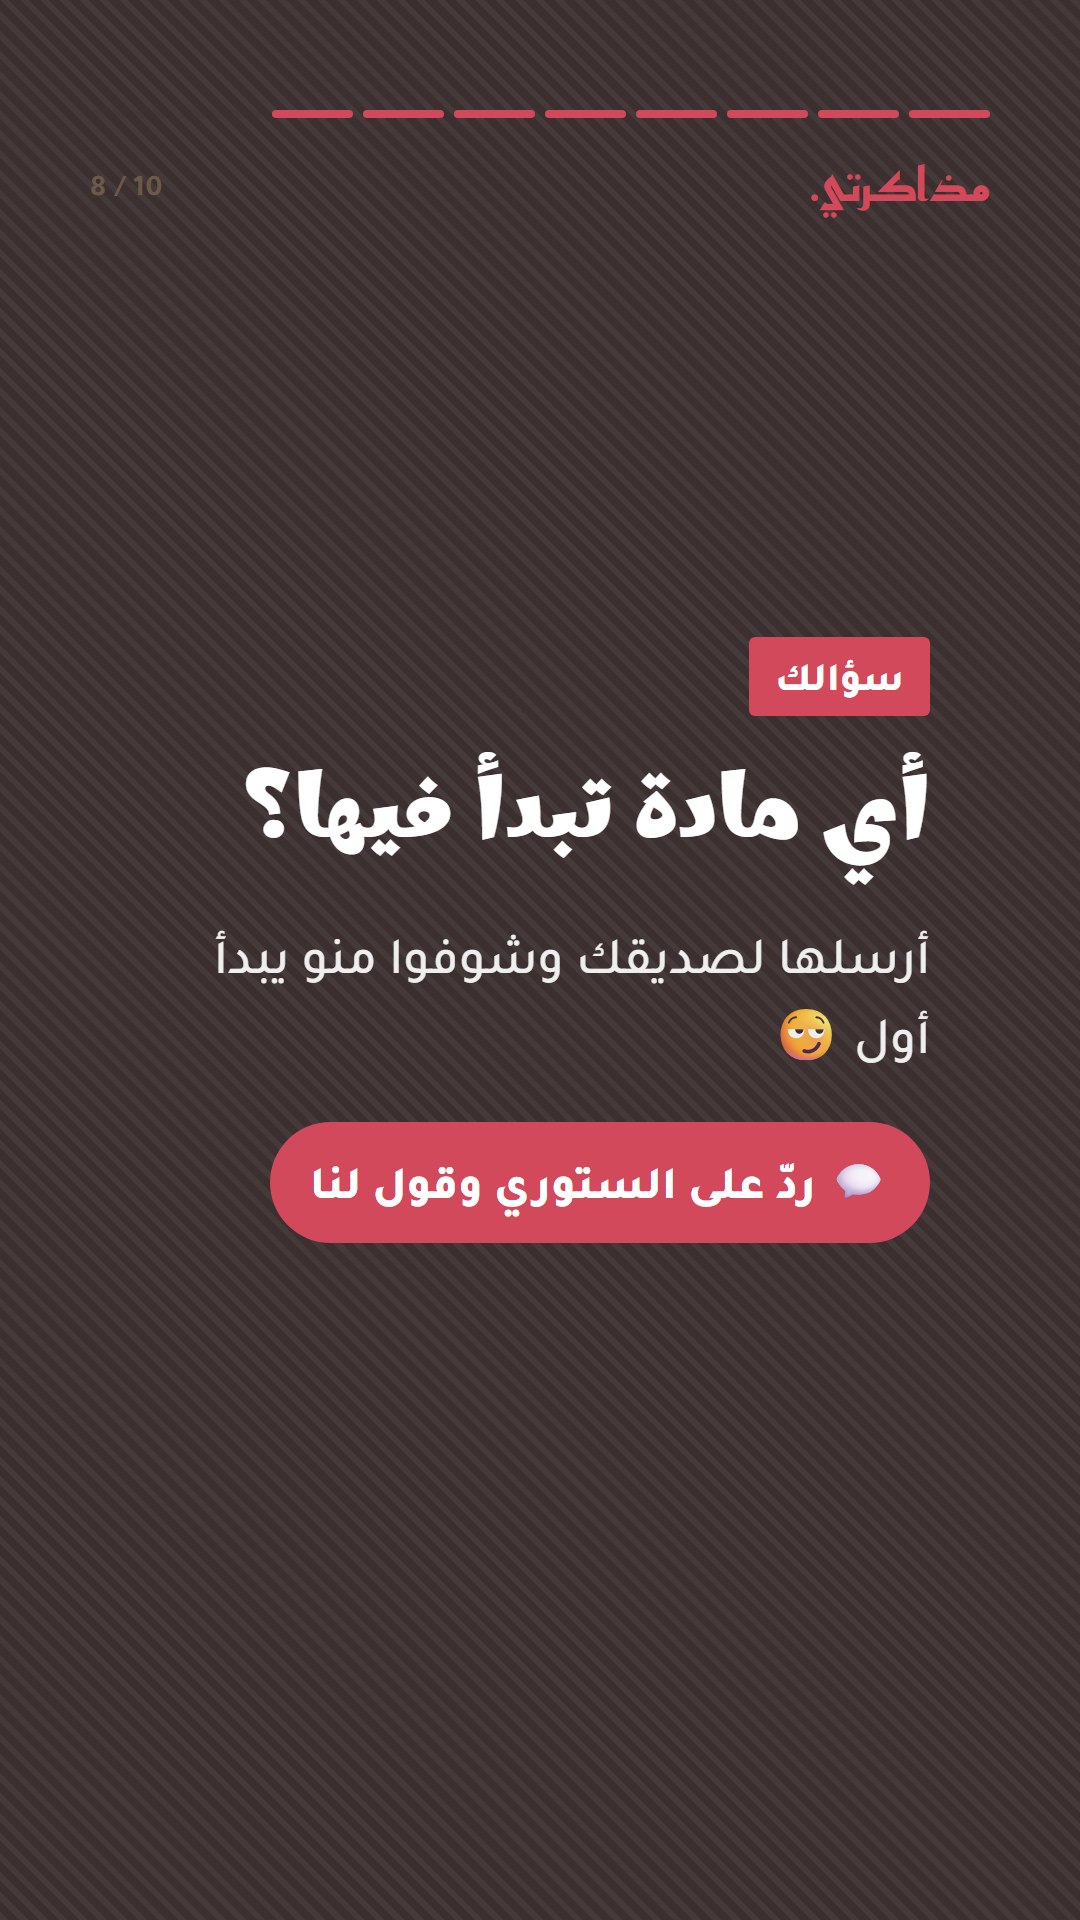 مذاكرتي.
8 / 10
سؤالك
أي مادة تبدأ فيها؟
أرسلها لصديقك وشوفوا منو يبدأ
أول 😏
💬 ردّ على الستوري وقول لنا